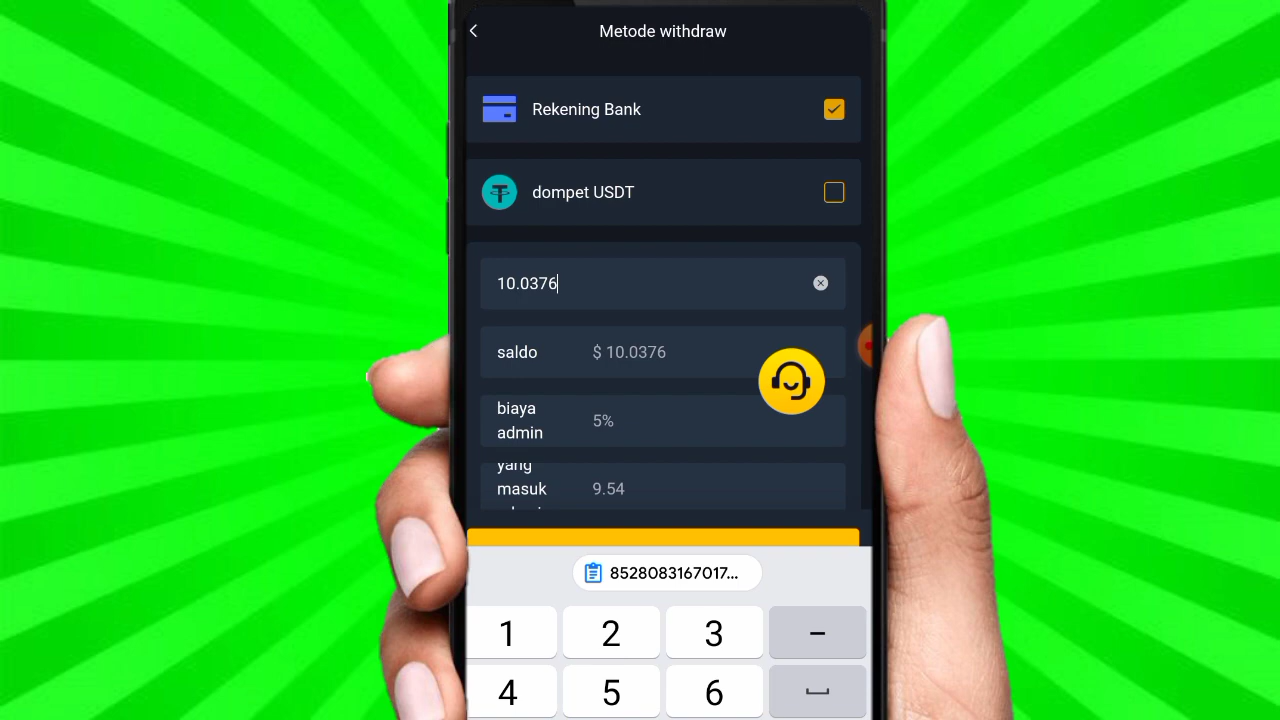 Metode withdraw
Rekening Bank
dompet USDT
10.0376
saldo $ 10.0376
biaya
admin
5%
yang
masuk
9.54
8528083167017...
1 2 3 –
4 5 6